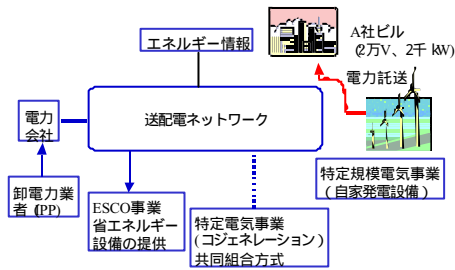 エネルギー情報
A社ビル
(2万V、2千kW)
電力託送
電力
会社
送配電ネットワーク
卸電力業
者(IPP)
ESCO事業
省エネルギー
設備の提供
特定電気事業
(コジェネレーション)
共同組合方式
特定規模電気事業
(自家発電設備)